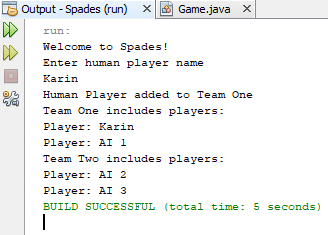 Output - Spades (run)
Game.java
run:
Welcome to Spades!
Enter human player name
Karin
Human Player added to Team One
Team One includes players:
Player: Karin
Player: AI 1
Team Two includes players:
Player: AI 2
Player: AI 3
BUILD SUCCESSFUL (total time: 5 seconds)